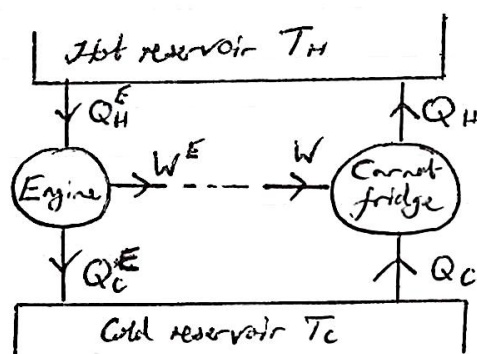 Hot reservoir T_H
Q_H^E
Q_H
W^E
W
Engine
Carnot
fridge
Q_C^E
Q_C
Cold reservoir T_C